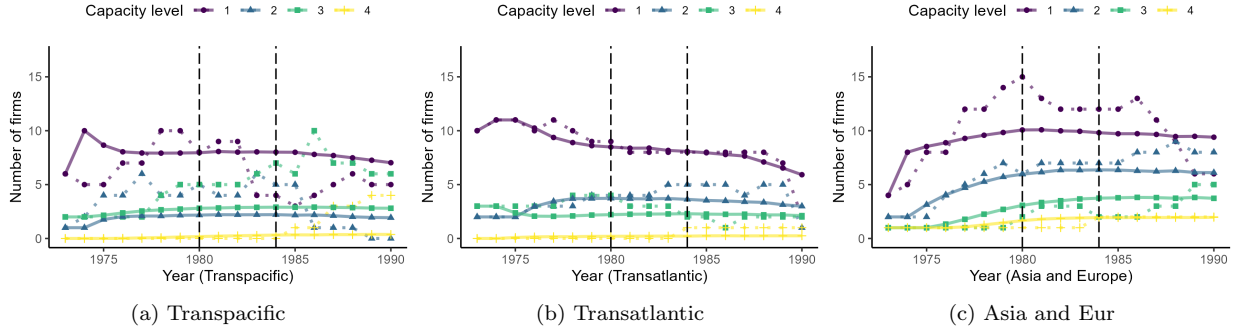 Capacity level 1 2 3 4
Number of firms
15
10
5
0
1975 1980 1985 1990
Year (Transpacific)
(a) Transpacific
Capacity level 1 2 3 4
Number of firms
15
10
5
0
1975 1980 1985 1990
Year (Transatlantic)
(b) Transatlantic
Capacity level 1 2 3 4
Number of firms
15
10
5
0
1975 1980 1985 1990
Year (Asia and Europe)
(c) Asia and Eur